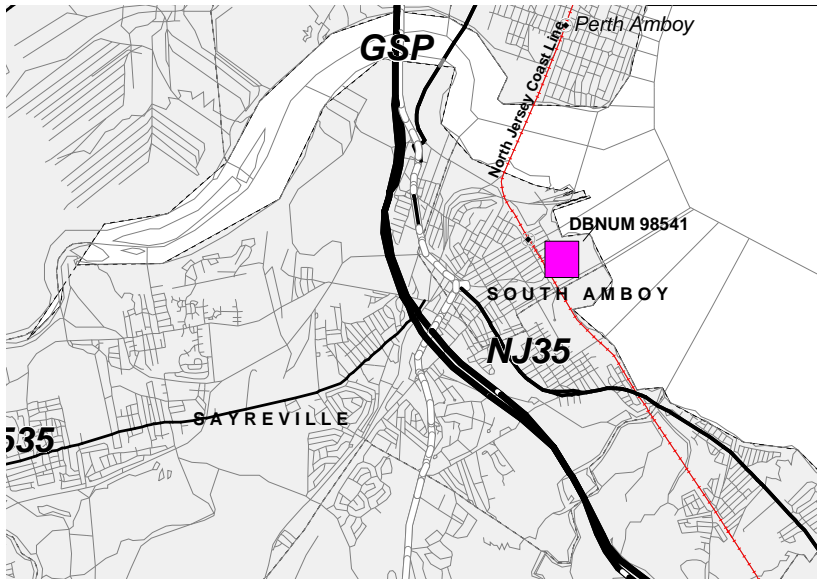 Perth Amboy
GSP
North Jersey Coast Line
DBNUM 98541
SOUTH AMBOY
NJ35
SAYREVILLE
535